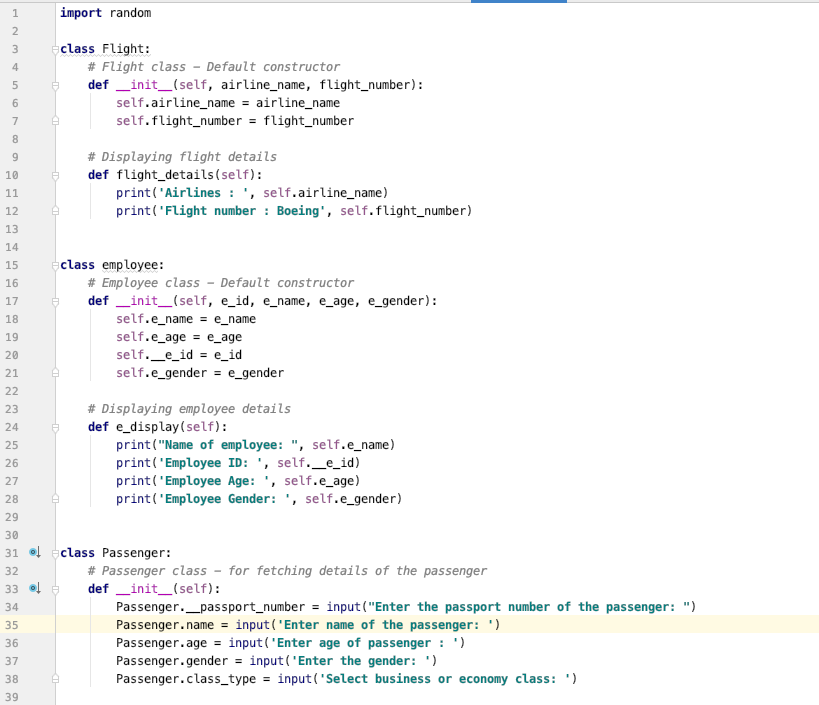 1 import random
2
3 class Flight:
4     # Flight class – Default constructor
5     def __init__(self, airline_name, flight_number):
6         self.airline_name = airline_name
7         self.flight_number = flight_number
8
9     # Displaying flight details
10     def flight_details(self):
11         print('Airlines : ', self.airline_name)
12         print('Flight number : Boeing', self.flight_number)
13
14
15 class employee:
16     # Employee class – Default constructor
17     def __init__(self, e_id, e_name, e_age, e_gender):
18         self.e_name = e_name
19         self.e_age = e_age
20         self.__e_id = e_id
21         self.e_gender = e_gender
22
23     # Displaying employee details
24     def e_display(self):
25         print("Name of employee: ", self.e_name)
26         print('Employee ID: ', self.__e_id)
27         print('Employee Age: ', self.e_age)
28         print('Employee Gender: ', self.e_gender)
29
30
31 class Passenger:
32     # Passenger class – for fetching details of the passenger
33     def __init__(self):
34         Passenger.__passport_number = input("Enter the passport number of the passenger: ")
35         Passenger.name = input('Enter name of the passenger: ')
36         Passenger.age = input('Enter age of passenger : ')
37         Passenger.gender = input('Enter the gender: ')
38         Passenger.class_type = input('Select business or economy class: ')
39